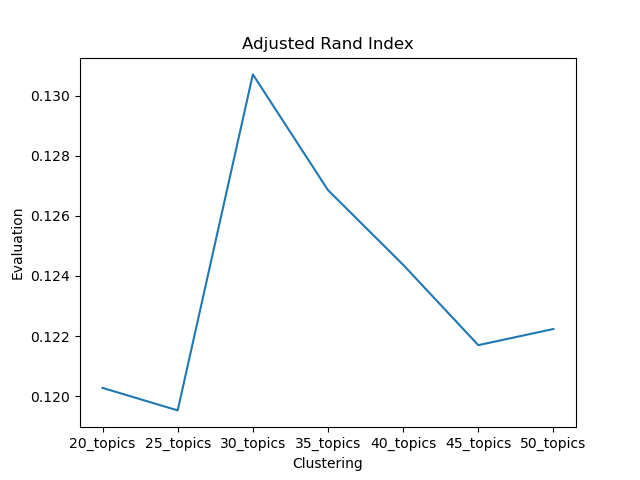 Adjusted Rand Index
0.130
0.128
0.126
0.124
0.122
0.120
Evaluation
20_topics 25_topics 30_topics 35_topics 40_topics 45_topics 50_topics
Clustering